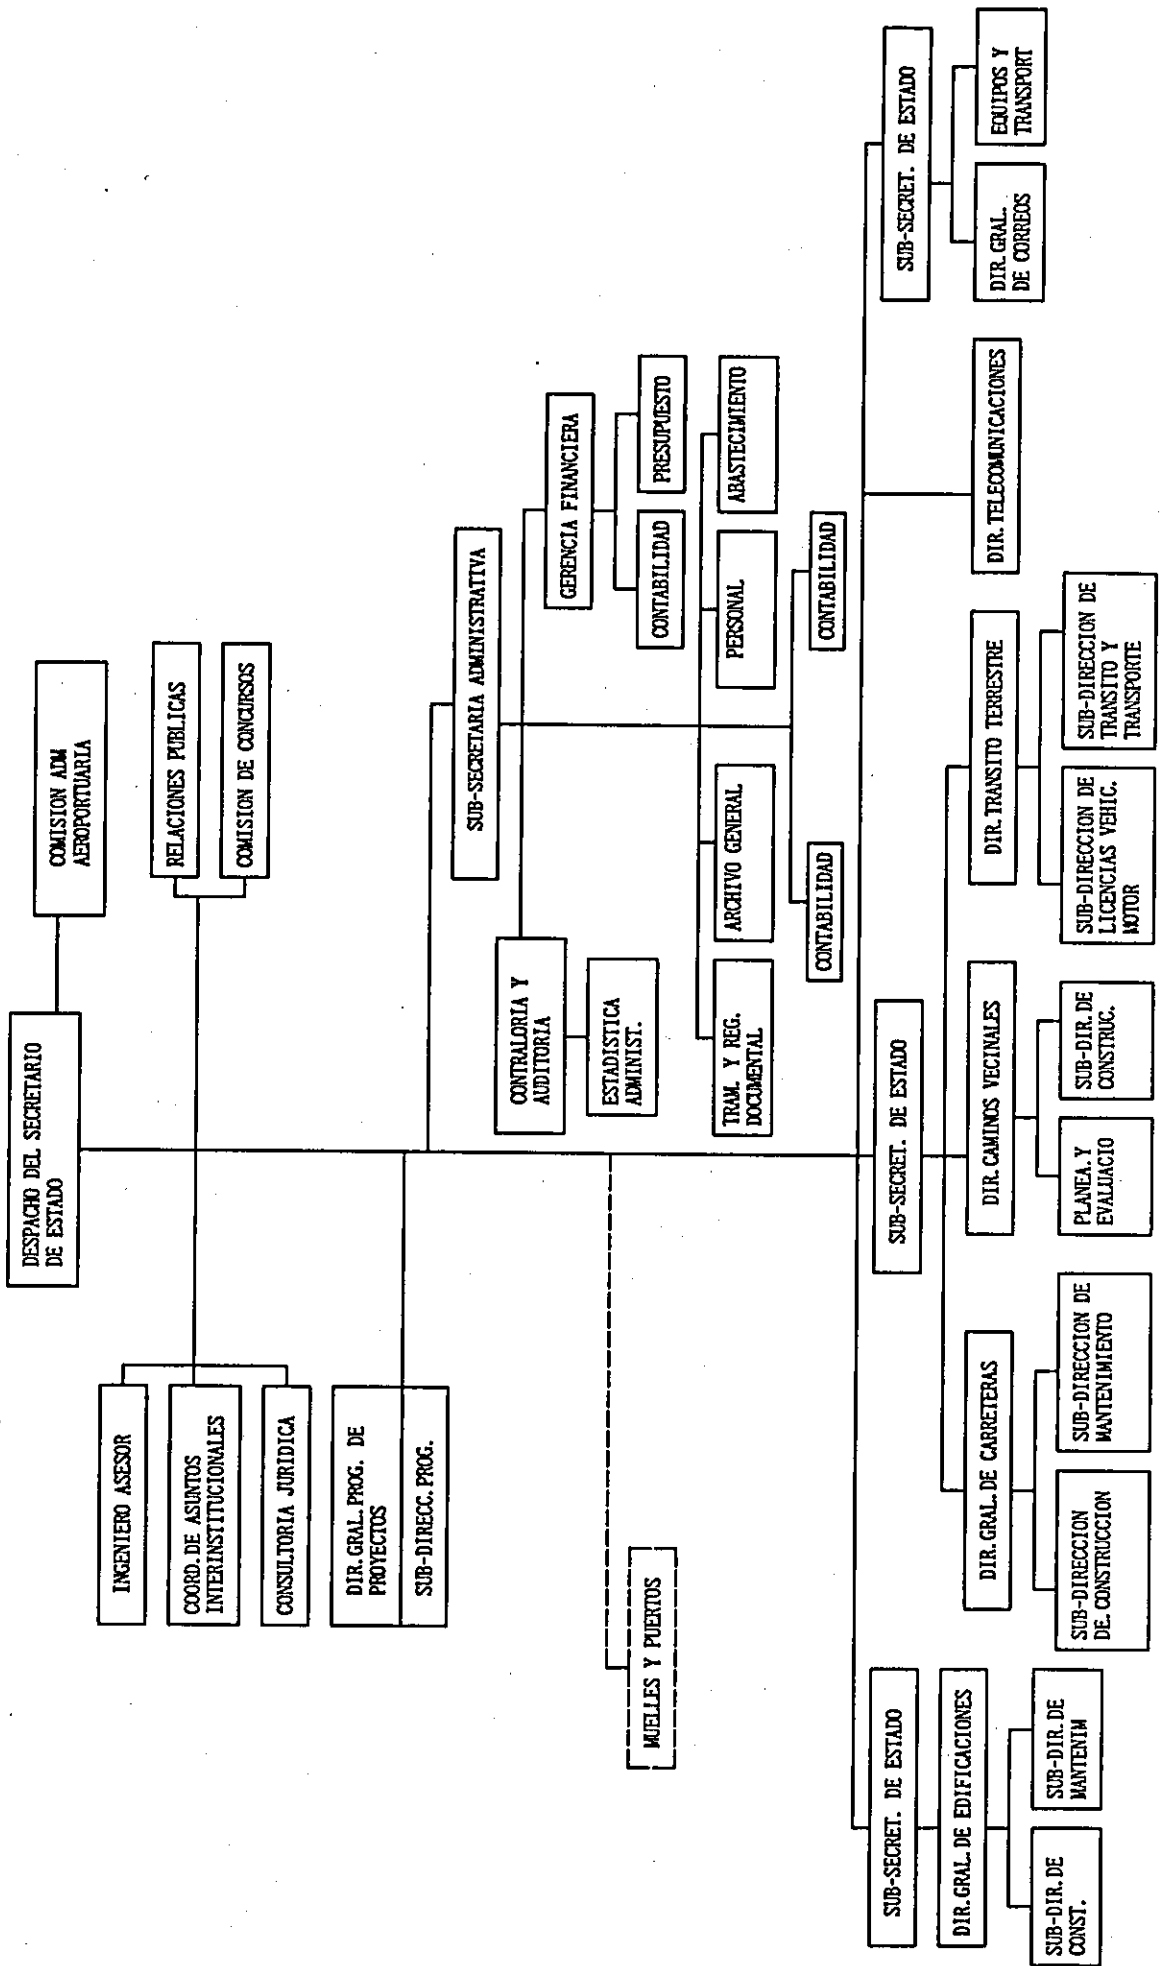 DESPACHO DEL SECRETARIO
DE ESTADO
COMISION ADM
AEROPORTUARIA
INGENIERO ASESOR
COORD. DE ASUNTOS
INTERINSTITUCIONALES
CONSULTORIA JURIDICA
RELACIONES PUBLICAS
COMISION DE CONCURSOS
DIR. GRAL. PROG. DE
PROYECTOS
SUB-DIRECC. PROG.
SUB-SECRETARIA ADMINISTRATIVA
CONTRALORIA Y
AUDITORIA
ESTADISTICA
ADMINIST.
GERENCIA FINANCIERA
CONTABILIDAD
PRESUPUESTO
TRAM. Y REG.
DOCUMENTAL
ARCHIVO GENERAL
PERSONAL
ABASTECIMIENTO
CONTABILIDAD
CONTABILIDAD
MUELLES Y PUERTOS
SUB-SECRET. DE ESTADO
DIR. GRAL. DE EDIFICACIONES
SUB-DIR. DE
CONST.
SUB-DIR. DE
MANTENIM
SUB-SECRET. DE ESTADO
DIR. GRAL. DE CARRETERAS
SUB-DIRECCION
DE. CONSTRUCCION
SUB-DIRECCION DE
MANTENIMIENTO
DIR. CAMINOS VECINALES
PLANEA. Y
EVALUACIO
SUB-DIR. DE
CONSTRUC.
DIR. TRANSITO TERRESTRE
SUB-DIRECCION DE
LICENCIAS VEHIC.
MOTOR
SUB-DIRECCION DE
TRANSITO Y
TRANSPORTE
DIR. TELECOMUNICACIONES
SUB-SECRET. DE ESTADO
DIR. GRAL.
DE CORREOS
EQUIPOS Y
TRANSPORT